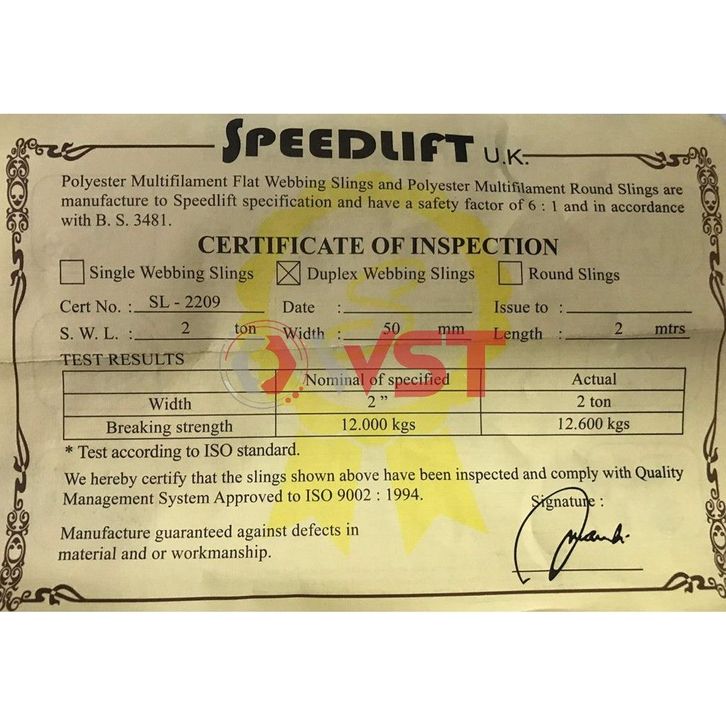 SPEEDLIFT U.K.
Polyester Multifilament Flat Webbing Slings and Polyester Multifilament Round Slings are
manufacture to Speedlift specification and have a safety factor of 6 : 1 and in accordance
with B. S. 3481.
CERTIFICATE OF INSPECTION
Single Webbing Slings Duplex Webbing Slings Round Slings
Cert No. : SL - 2209 Date : Issue to :
S. W. L. : 2 ton Width : 50 mm Length : 2 mtrs
VST
TEST RESULTS
Nominal of specified Actual
Width 2" 2 ton
Breaking strength 12.000 kgs 12.600 kgs
* Test according to ISO standard.
We hereby certify that the slings shown above have been inspected and comply with Quality
Management System Approved to ISO 9002 : 1994.
Signature :
Manufacture guaranteed against defects in
material and or workmanship.